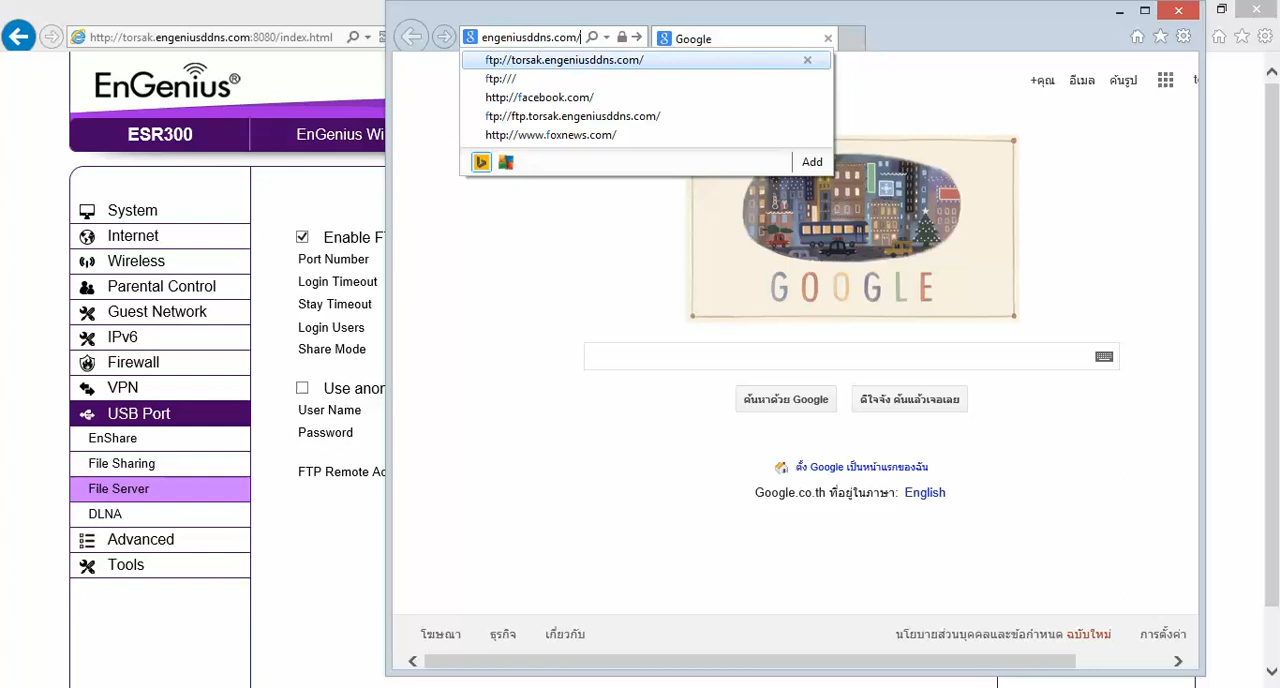 http://torsak.engeniusddns.com:8080/index.html
engeniusddns.com/
Google
EnGenius®
ESR300
EnGenius Wi
ftp://torsak.engeniusddns.com/
ftp:///
http://facebook.com/
ftp://ftp.torsak.engeniusddns.com/
http://www.foxnews.com/
Add
+คุณ อีเมล ค้นรูป
GOOGLE
System
Internet
Wireless
Parental Control
Guest Network
IPv6
Firewall
VPN
USB Port
EnShare
File Sharing
File Server
DLNA
Advanced
Tools
Enable F
Port Number
Login Timeout
Stay Timeout
Login Users
Share Mode
Use anor
User Name
Password
FTP Remote Ac
ค้นหาด้วย Google
ดีใจจัง ค้นแล้วเจอเลย
ตั้ง Google เป็นหน้าแรกของฉัน
Google.co.th ที่อยู่ในภาษา: English
โฆษณา ธุรกิจ เกี่ยวกับ
นโยบายส่วนบุคคลและข้อกำหนด ฉบับใหม่ การตั้งค่า